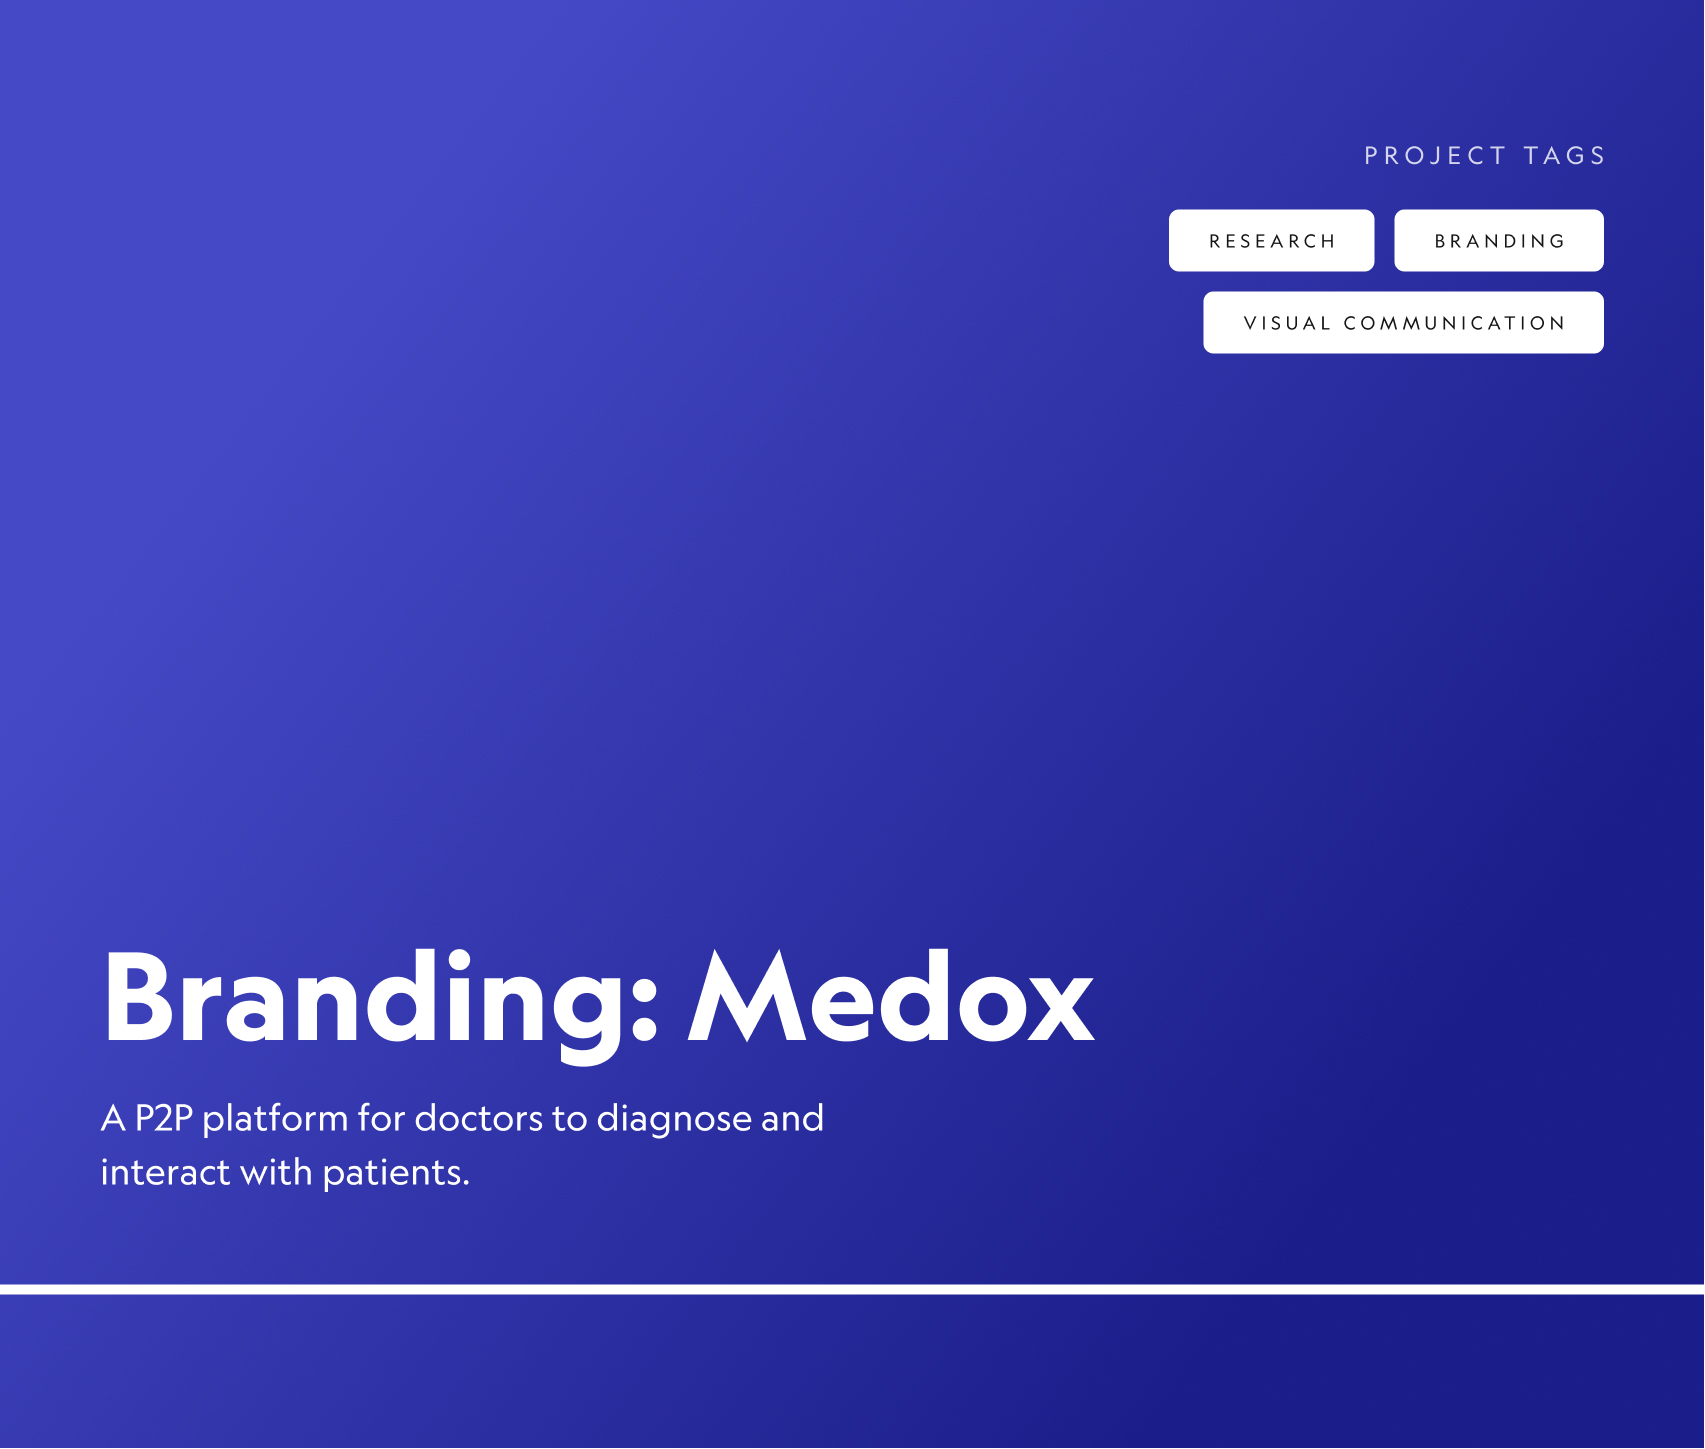 PROJECT TAGS
RESEARCH
BRANDING
VISUAL COMMUNICATION
Branding: Medox
A P2P platform for doctors to diagnose and
interact with patients.